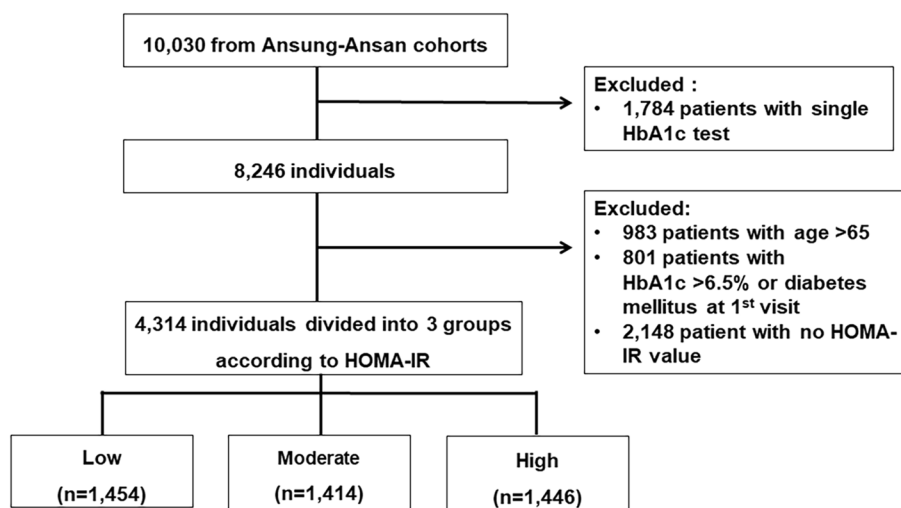 10,030 from Ansung-Ansan cohorts
Excluded :
• 1,784 patients with single
HbA1c test
8,246 individuals
Excluded:
• 983 patients with age >65
• 801 patients with
HbA1c >6.5% or diabetes
mellitus at 1st visit
• 2,148 patient with no HOMA-
IR value
4,314 individuals divided into 3 groups
according to HOMA-IR
Low
(n=1,454)
Moderate
(n=1,414)
High
(n=1,446)